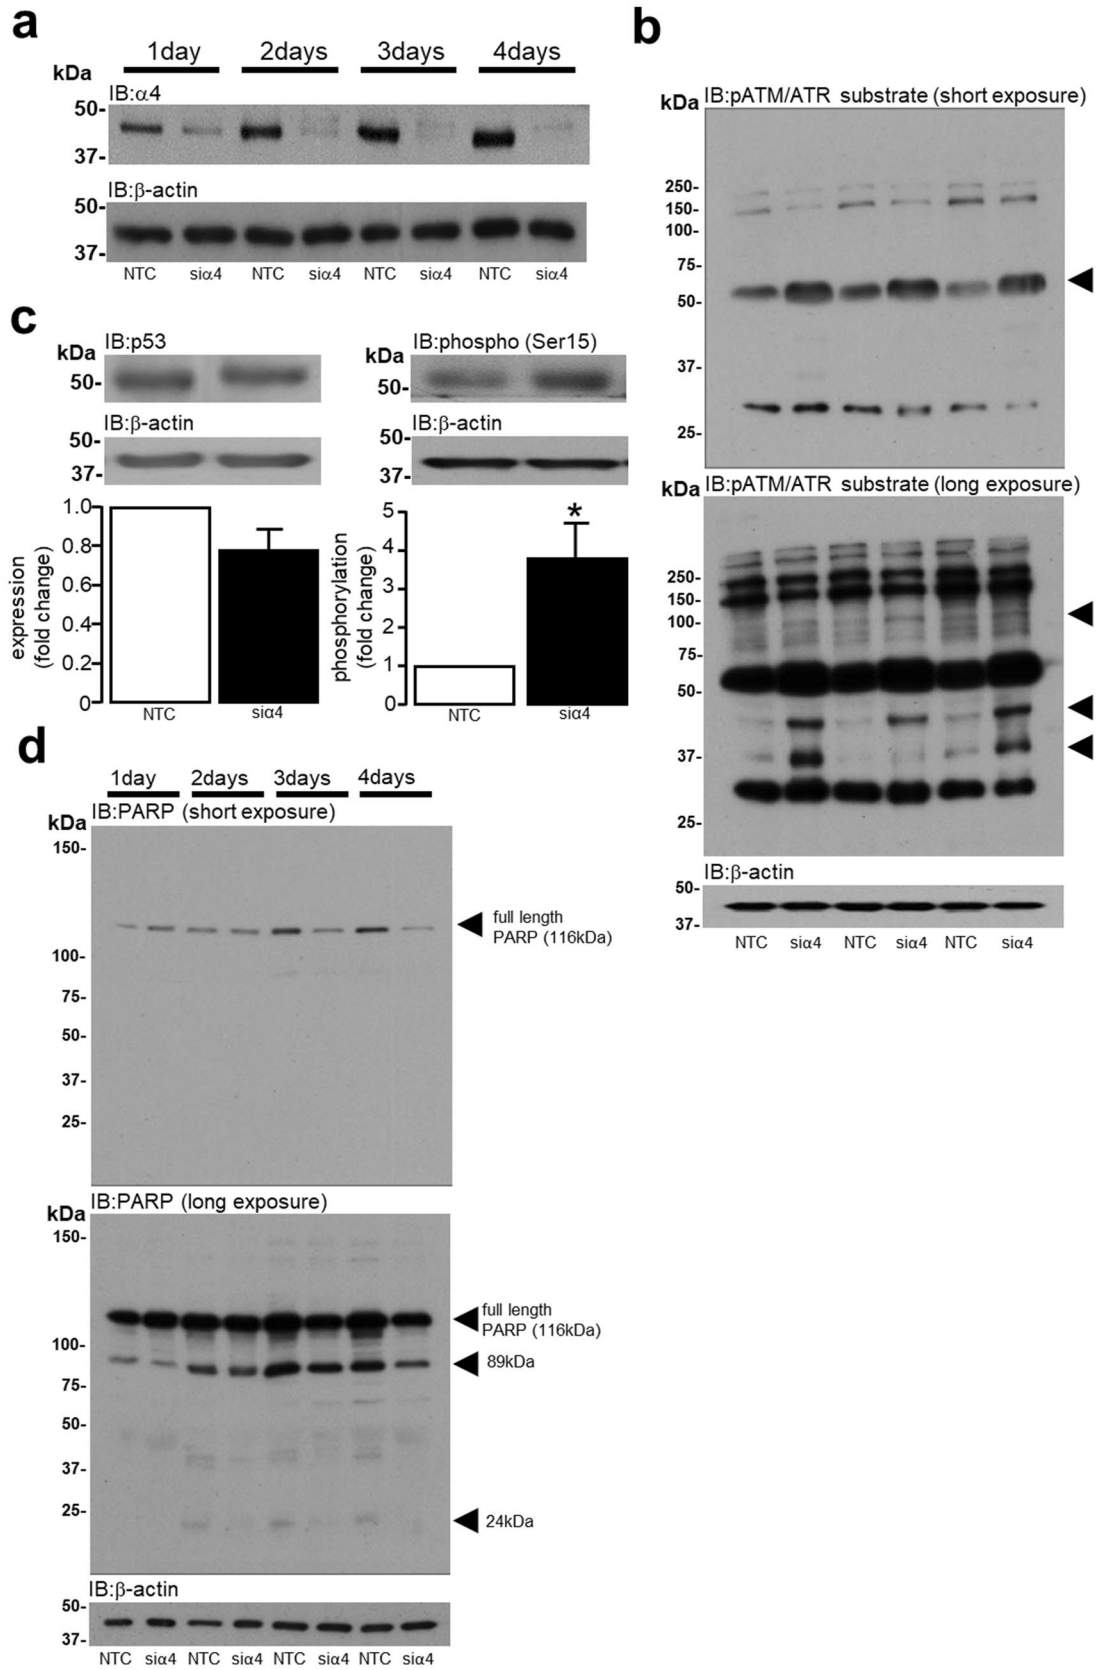 a
1day 2days 3days 4days
kDa
IB:α4
50-
37-
IB:β-actin
50-
37-
NTC siα4 NTC siα4 NTC siα4 NTC siα4
b
IB:pATM/ATR substrate (short exposure)
kDa
250-
150-
100-
75-
50-
37-
25-
IB:pATM/ATR substrate (long exposure)
kDa
250-
150-
100-
75-
50-
37-
25-
IB:β-actin
50-
37-
NTC siα4 NTC siα4 NTC siα4
c
IB:p53
kDa
50-
IB:β-actin
50-
37-
1.0
0.8
0.6
0.4
0.2
0
expression
(fold change)
NTC siα4
IB:phospho (Ser15)
kDa
50-
IB:β-actin
50-
37-
5
4
3
2
1
0
phosphorylation
(fold change)
*
NTC siα4
d
1day 2days 3days 4days
IB:PARP (short exposure)
kDa
150-
100-
75-
50-
37-
25-
full length
PARP (116kDa)
IB:PARP (long exposure)
kDa
150-
100-
75-
50-
37-
25-
full length
PARP (116kDa)
89kDa
24kDa
IB:β-actin
50-
37-
NTC siα4 NTC siα4 NTC siα4 NTC siα4